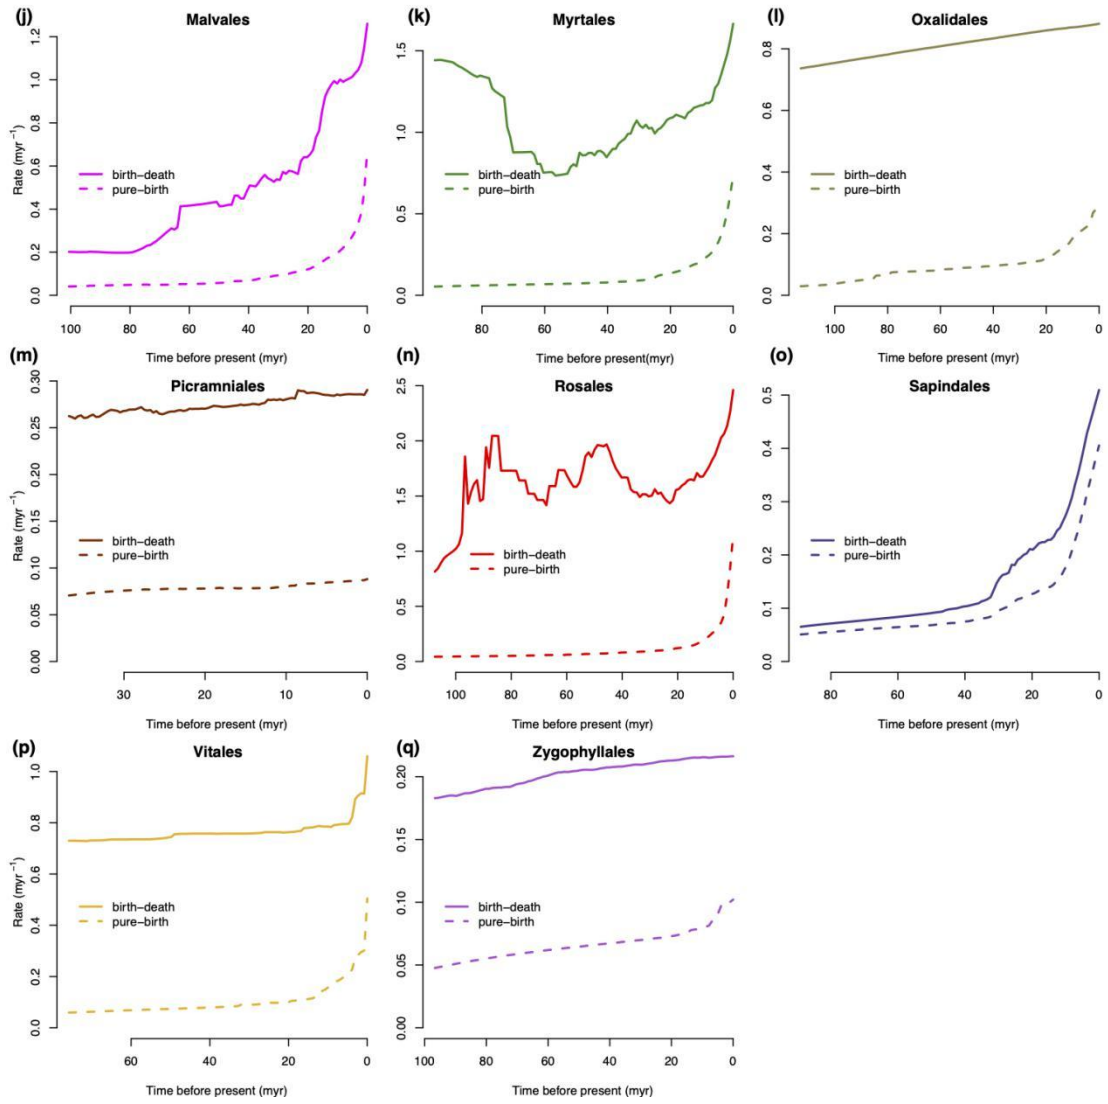 (j) Malvales
1.2
1.0
0.8
0.6
0.4
0.2
0.0
Rate (myr⁻¹)
birth–death
pure–birth
100 80 60 40 20 0
Time before present (myr)
(k) Myrtales
1.5
1.0
0.5
0.0
birth–death
pure–birth
80 60 40 20 0
Time before present(myr)
(l) Oxalidales
0.8
0.6
0.4
0.2
0.0
birth–death
pure–birth
100 80 60 40 20 0
Time before present (myr)
(m) Picramniales
0.30
0.25
0.20
0.15
0.10
0.05
0.00
Rate (myr⁻¹)
birth–death
pure–birth
30 20 10 0
Time before present (myr)
(n) Rosales
2.5
2.0
1.5
1.0
0.5
0.0
birth–death
pure–birth
100 80 60 40 20 0
Time before present (myr)
(o) Sapindales
0.5
0.4
0.3
0.2
0.1
0.0
birth–death
pure–birth
80 60 40 20 0
Time before present (myr)
(p) Vitales
1.0
0.8
0.6
0.4
0.2
0.0
Rate (myr⁻¹)
birth–death
pure–birth
60 40 20 0
Time before present (myr)
(q) Zygophyllales
0.20
0.15
0.10
0.05
0.00
birth–death
pure–birth
100 80 60 40 20 0
Time before present (myr)